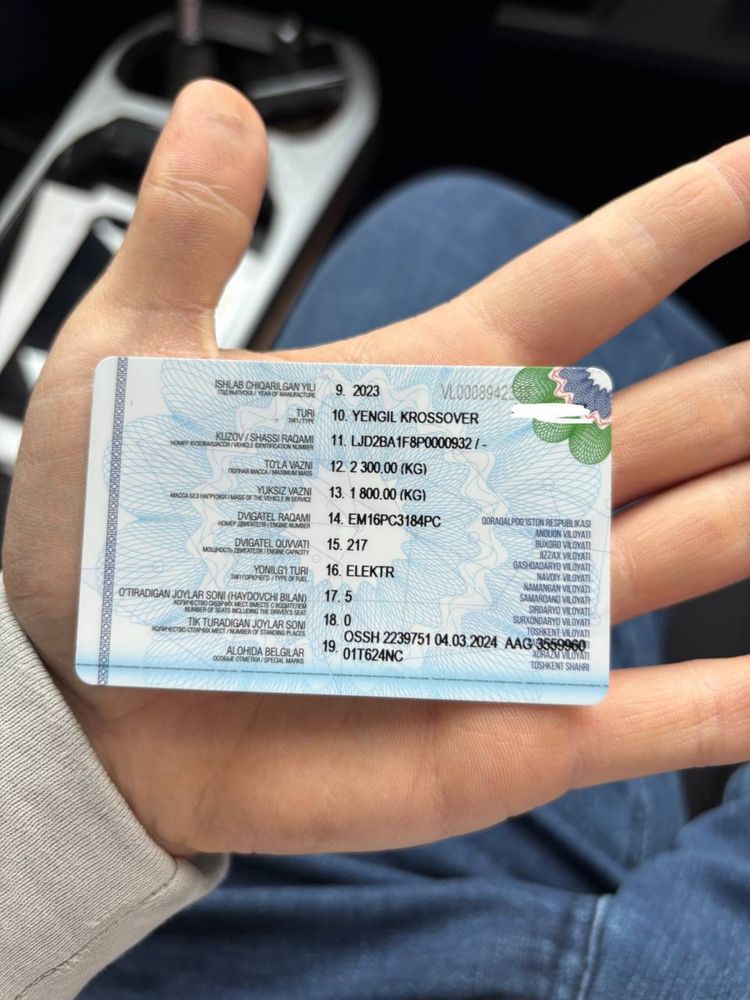 ISHLAB CHIQARILGAN YILI 9. 2023
ГОД ВЫПУСКА / YEAR OF MANUFACTURE
TURI 10. YENGIL KROSSOVER
ТИП / TYPE
KUZOV / SHASSI RAQAMI 11. LJD2BA1F8P0000932 / -
НОМЕР КУЗОВА/ШАССИ / VEHICLE IDENTIFICATION NUMBER
TO'LA VAZNI 12. 2 300.00 (KG)
ПОЛНАЯ МАССА / MAXIMUM MASS
YUKSIZ VAZNI 13. 1 800.00 (KG)
МАССА БЕЗ НАГРУЗКИ / MASS OF THE VEHICLE IN SERVICE
DVIGATEL RAQAMI 14. EM16PC3184PC
НОМЕР ДВИГАТЕЛЯ / ENGINE NUMBER
DVIGATEL QUVVATI 15. 217
МОЩНОСТЬ ДВИГАТЕЛЯ / ENGINE CAPACITY
YONILG'I TURI 16. ELEKTR
ТИП ГОРЮЧЕГО / TYPE OF FUEL
O'TIRADIGAN JOYLAR SONI (HAYDOVCHI BILAN) 17. 5
КОЛИЧЕСТВО СИДЯЧИХ МЕСТ ВМЕСТЕ С ВОДИТЕЛЕМ
NUMBER OF SEATS INCLUDING THE DRIVER'S SEAT
TIK TURADIGAN JOYLAR SONI 18. 0
КОЛИЧЕСТВО СТОЯЧИХ МЕСТ / NUMBER OF STANDING PLACES
ALOHIDA BELGILAR 19. OSSH 2239751 04.03.2024 AAG 3559960
ОСОБЫЕ ОТМЕТКИ / SPECIAL MARKS
01T624NC
QORAQALPOG'ISTON RESPUBLIKASI
ANDIJON VILOYATI
BUXORO VILOYATI
JIZZAX VILOYATI
QASHQADARYO VILOYATI
NAVOIY VILOYATI
NAMANGAN VILOYATI
SAMARQAND VILOYATI
SIRDARYO VILOYATI
SURXONDARYO VILOYATI
TOSHKENT VILOYATI
XORAZM VILOYATI
TOSHKENT SHAHRI